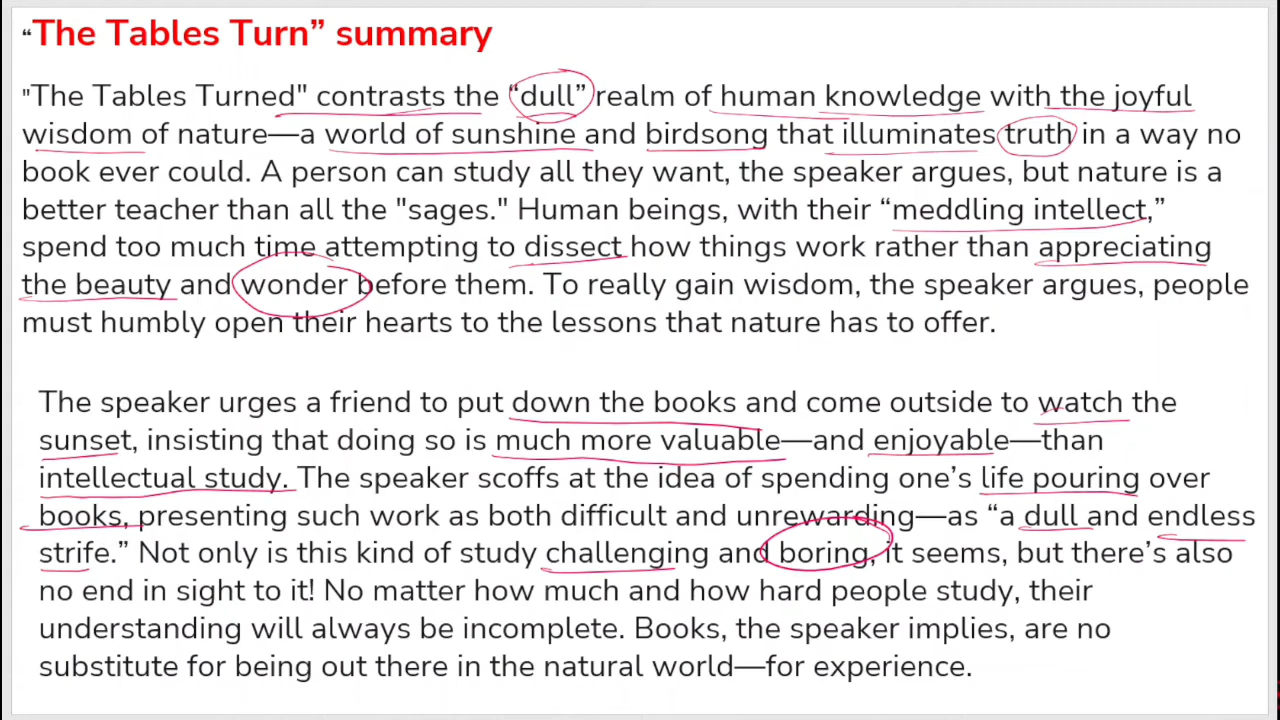 “The Tables Turn” summary
"The Tables Turned" contrasts the “dull” realm of human knowledge with the joyful
wisdom of nature—a world of sunshine and birdsong that illuminates truth in a way no
book ever could. A person can study all they want, the speaker argues, but nature is a
better teacher than all the "sages." Human beings, with their “meddling intellect,”
spend too much time attempting to dissect how things work rather than appreciating
the beauty and wonder before them. To really gain wisdom, the speaker argues, people
must humbly open their hearts to the lessons that nature has to offer.
The speaker urges a friend to put down the books and come outside to watch the
sunset, insisting that doing so is much more valuable—and enjoyable—than
intellectual study. The speaker scoffs at the idea of spending one’s life pouring over
books, presenting such work as both difficult and unrewarding—as “a dull and endless
strife.” Not only is this kind of study challenging and boring, it seems, but there’s also
no end in sight to it! No matter how much and how hard people study, their
understanding will always be incomplete. Books, the speaker implies, are no
substitute for being out there in the natural world—for experience.